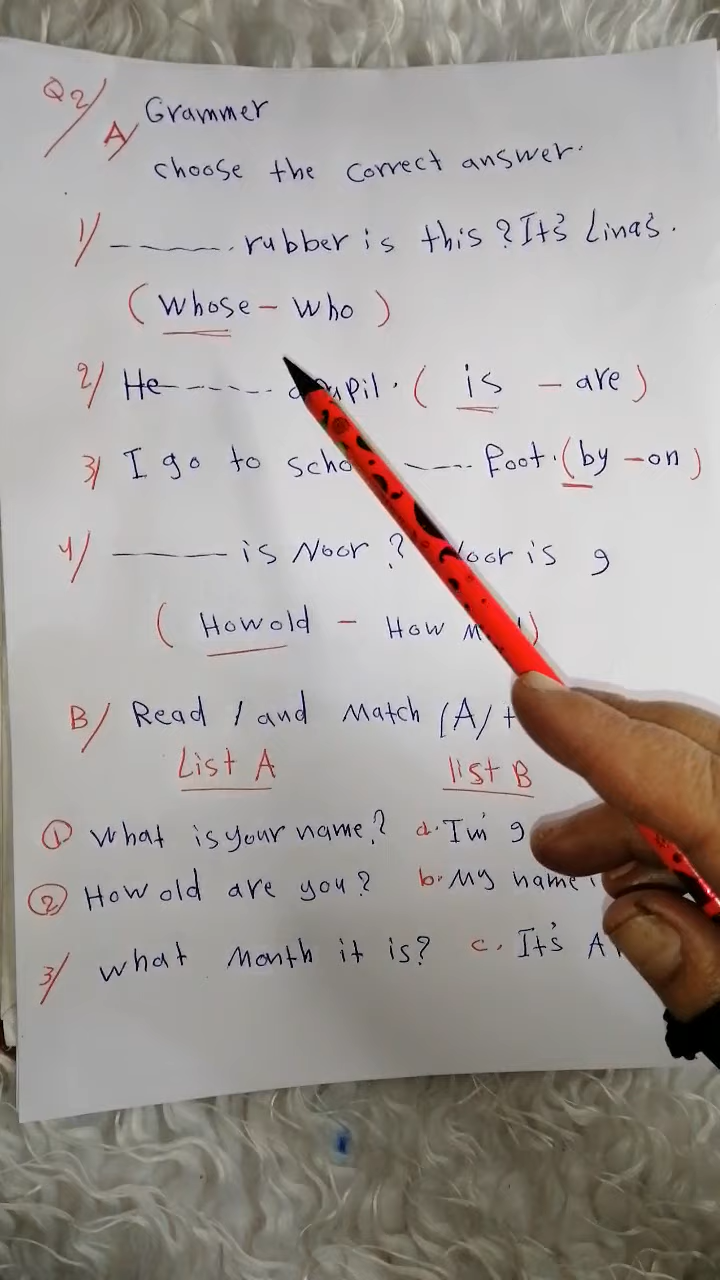 Q2/ A/ Grammer
choose the correct answer.
1/ ------- rubber is this? It's Lina's.
(whose - who)
2/ He ------ pupil. (is - are)
3/ I go to scho ----- foot. (by - on)
4/ ------- is Noor? Noor is 9
(How old - How)
B/ Read / and Match (A/
List A list B
1 What is your name? a. I'm 9
2 How old are you? b. My name
3/ what month it is? c. It's